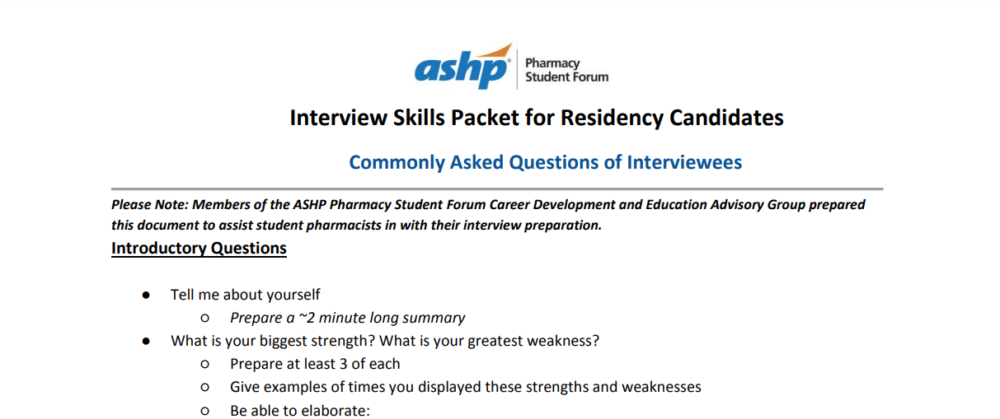 ashp® Pharmacy
Student Forum
Interview Skills Packet for Residency Candidates
Commonly Asked Questions of Interviewees
Please Note: Members of the ASHP Pharmacy Student Forum Career Development and Education Advisory Group prepared
this document to assist student pharmacists in with their interview preparation.
Introductory Questions
● Tell me about yourself
○ Prepare a ~2 minute long summary
● What is your biggest strength? What is your greatest weakness?
○ Prepare at least 3 of each
○ Give examples of times you displayed these strengths and weaknesses
○ Be able to elaborate: